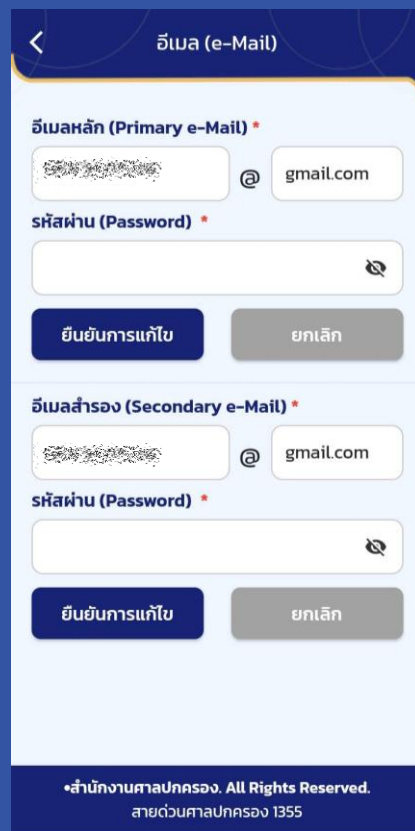 อีเมล (e-Mail)
อีเมลหลัก (Primary e-Mail) *
@ gmail.com
รหัสผ่าน (Password) *
ยืนยันการแก้ไข ยกเลิก
อีเมลสำรอง (Secondary e-Mail) *
@ gmail.com
รหัสผ่าน (Password) *
ยืนยันการแก้ไข ยกเลิก
•สำนักงานศาลปกครอง. All Rights Reserved.
สายด่วนศาลปกครอง 1355